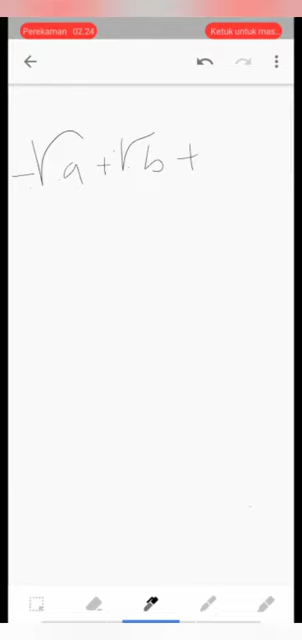 Perekaman 02.24 Ketuk untuk mas..
-√a + √b +